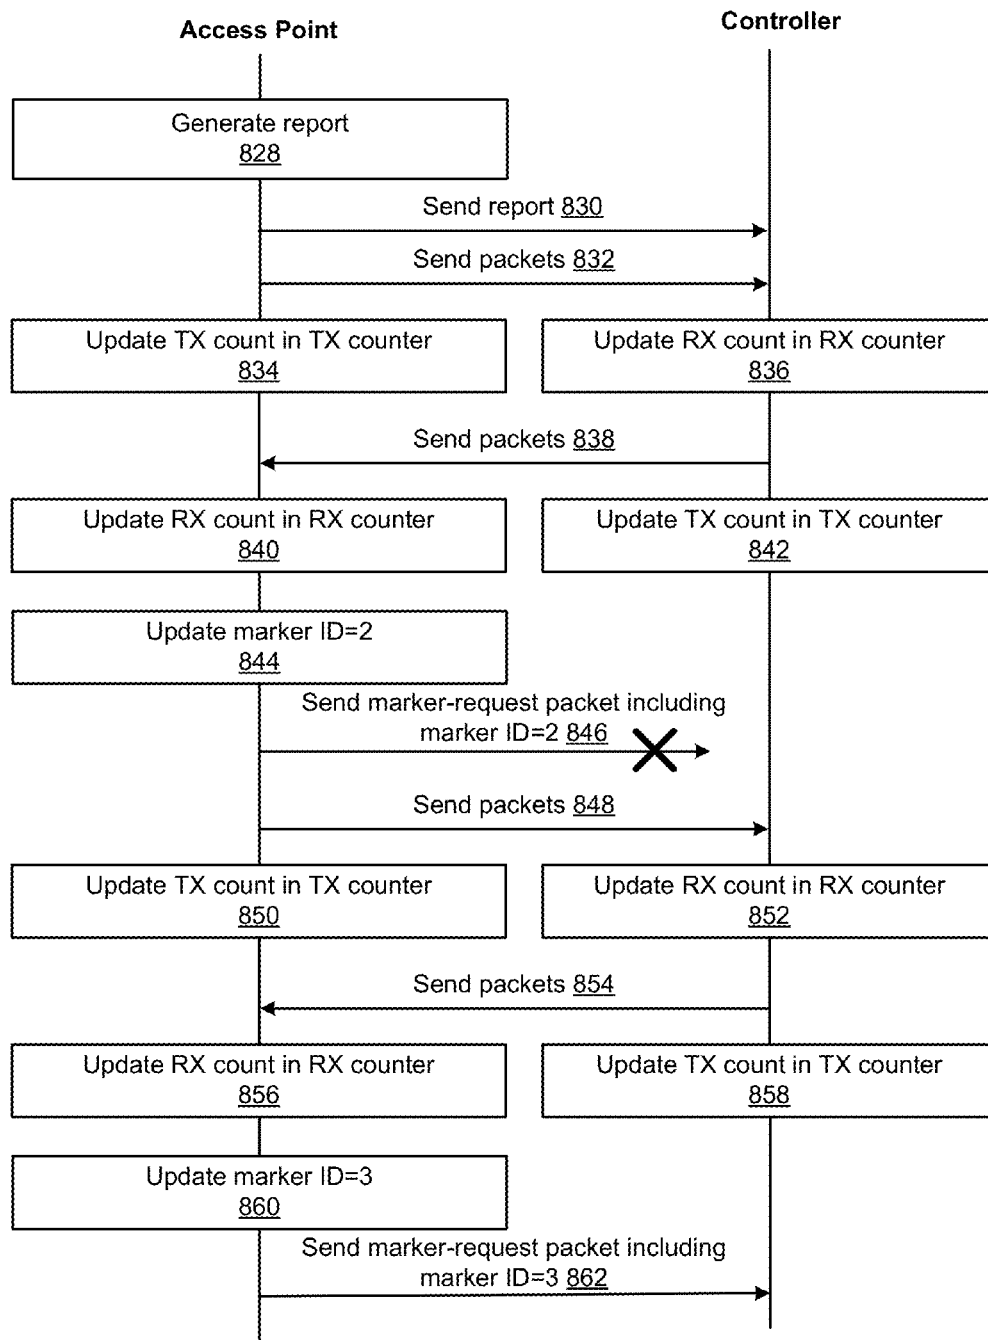 Access Point
Controller
Generate report
828
Send report 830
Send packets 832
Update TX count in TX counter
834
Update RX count in RX counter
836
Send packets 838
Update RX count in RX counter
840
Update TX count in TX counter
842
Update marker ID=2
844
Send marker-request packet including
marker ID=2 846
Send packets 848
Update TX count in TX counter
850
Update RX count in RX counter
852
Send packets 854
Update RX count in RX counter
856
Update TX count in TX counter
858
Update marker ID=3
860
Send marker-request packet including
marker ID=3 862